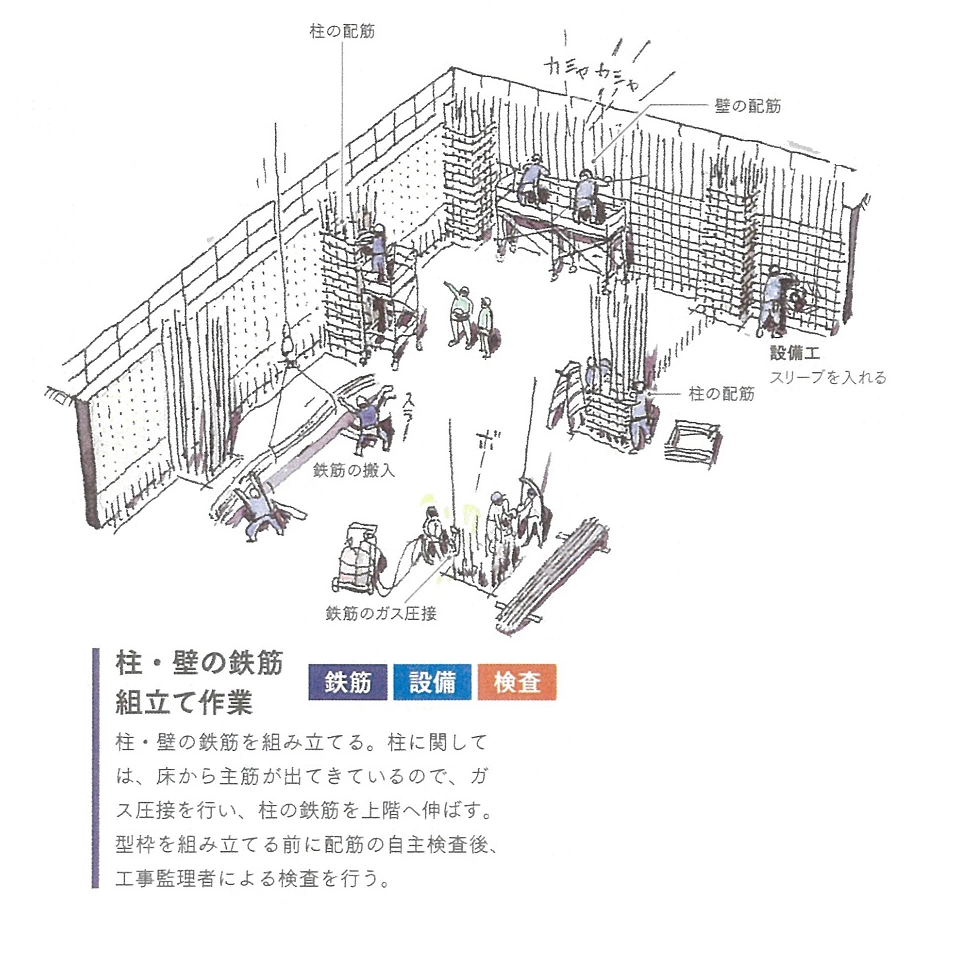 柱の配筋
カシャカシャ
壁の配筋
設備工
スリーブを入れる
柱の配筋
スラー
鉄筋の搬入
ボ
鉄筋のガス圧接
柱・壁の鉄筋
組立て作業
鉄筋 設備 検査
柱・壁の鉄筋を組み立てる。柱に関して
は、床から主筋が出てきているので、ガ
ス圧接を行い、柱の鉄筋を上階へ伸ばす。
型枠を組み立てる前に配筋の自主検査後、
工事監理者による検査を行う。